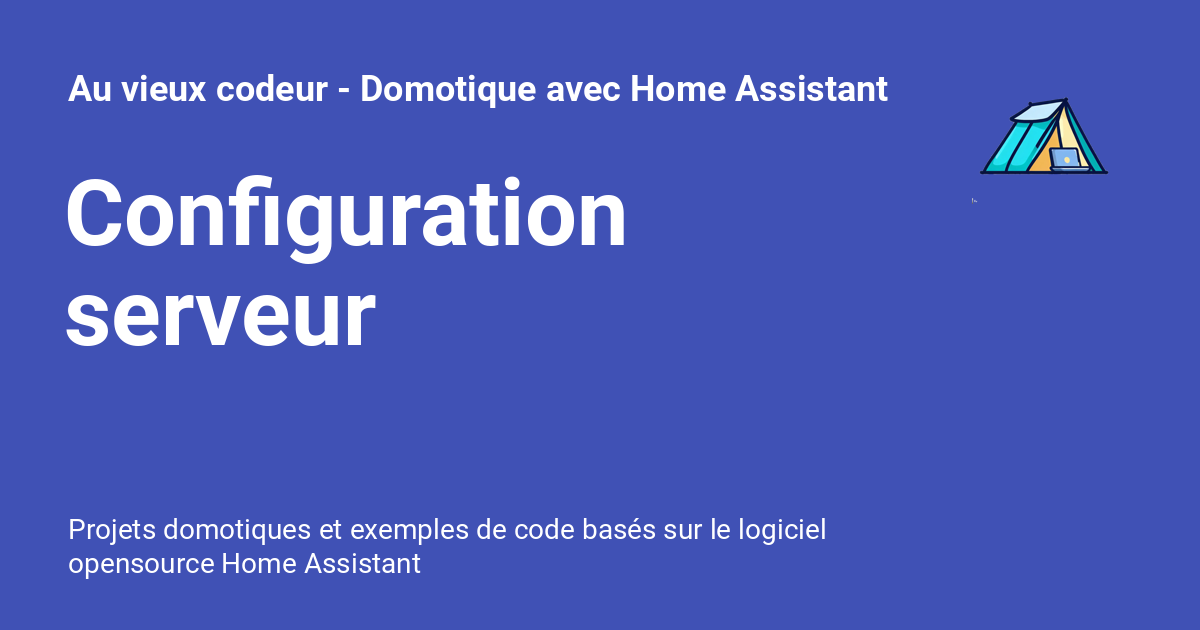 Au vieux codeur - Domotique avec Home Assistant
Configuration
serveur
Projets domotiques et exemples de code basés sur le logiciel
opensource Home Assistant